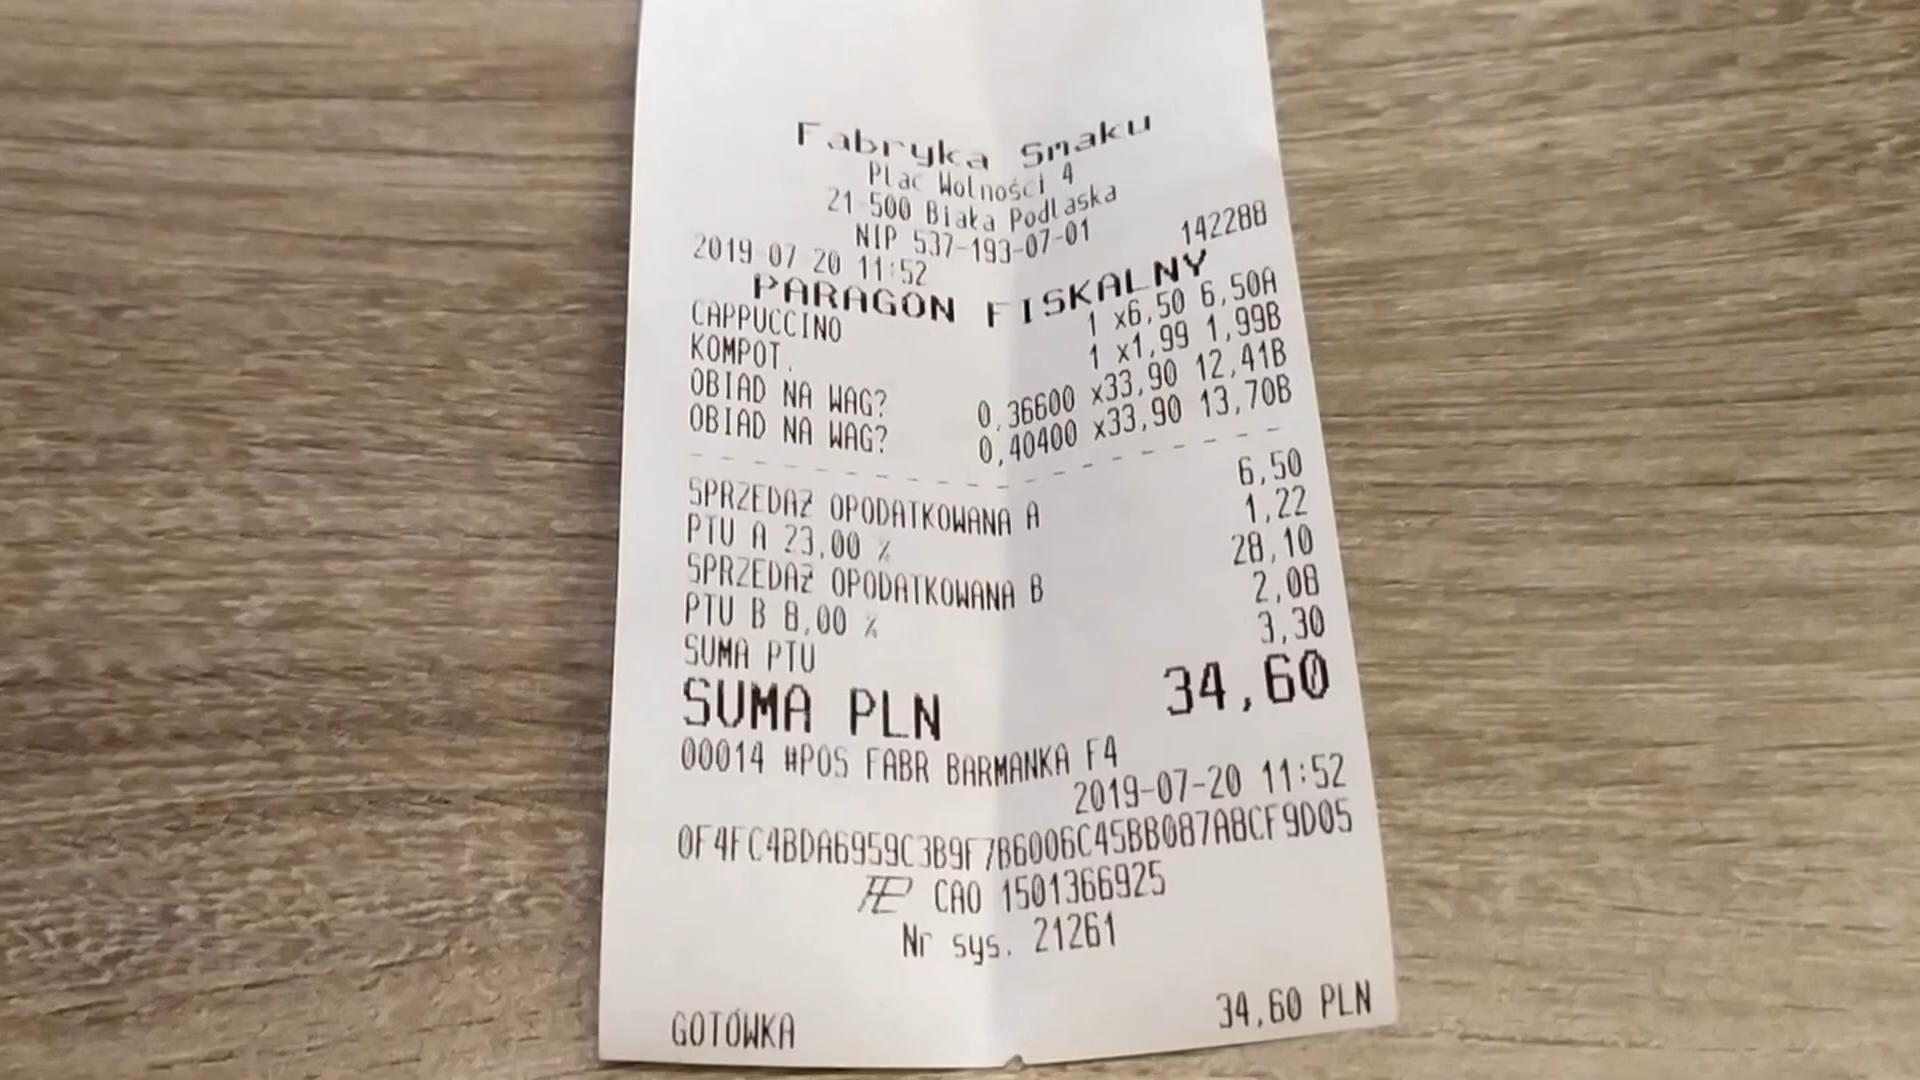 Fabryka Smaku
Plac Wolności 4
21-500 Biała Podlaska
NIP 537-193-07-01
2019-07-20 11:52 142288
PARAGON FISKALNY
CAPPUCCINO 1 x6,50 6,50A
KOMPOT. 1 x1,99 1,99B
OBIAD NA WAG? 0,36600 x33,90 12,41B
OBIAD NA WAG? 0,40400 x33,90 13,70B
SPRZEDAŻ OPODATKOWANA A 6,50
PTU A 23,00 % 1,22
SPRZEDAŻ OPODATKOWANA B 28,10
PTU B 8,00 % 2,08
SUMA PTU 3,30
SUMA PLN 34,60
00014 #POS FABR BARMANKA F4
2019-07-20 11:52
0F4FC4BDA6959C3B9F7B6006C45BB087A8CF9D05
CAO 1501366925
Nr sys. 21261
GOTÓWKA 34,60 PLN